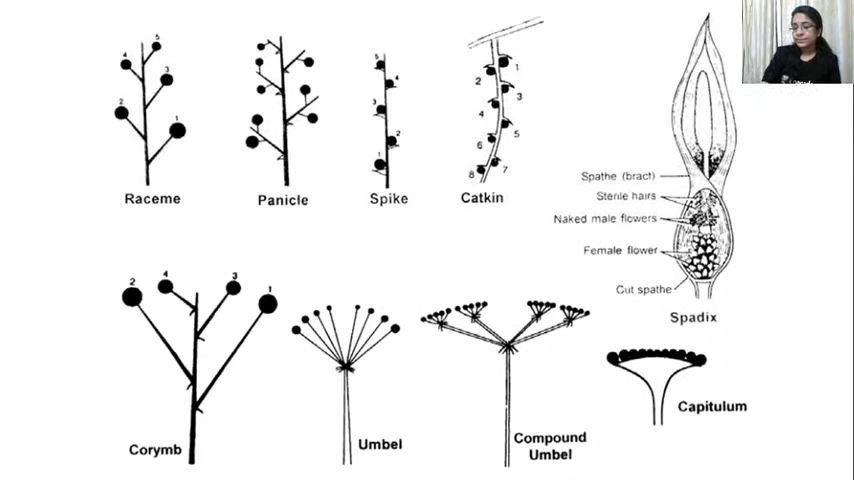 5
4
3
2
1
Raceme
Panicle
5
4
3
2
1
Spike
1
2
3
4
5
6
7
8
Catkin
Spathe (bract)
Sterile hairs
Naked male flowers
Female flower
Cut spathe
Spadix
2
4
3
1
Corymb
Umbel
Compound
Umbel
Capitulum